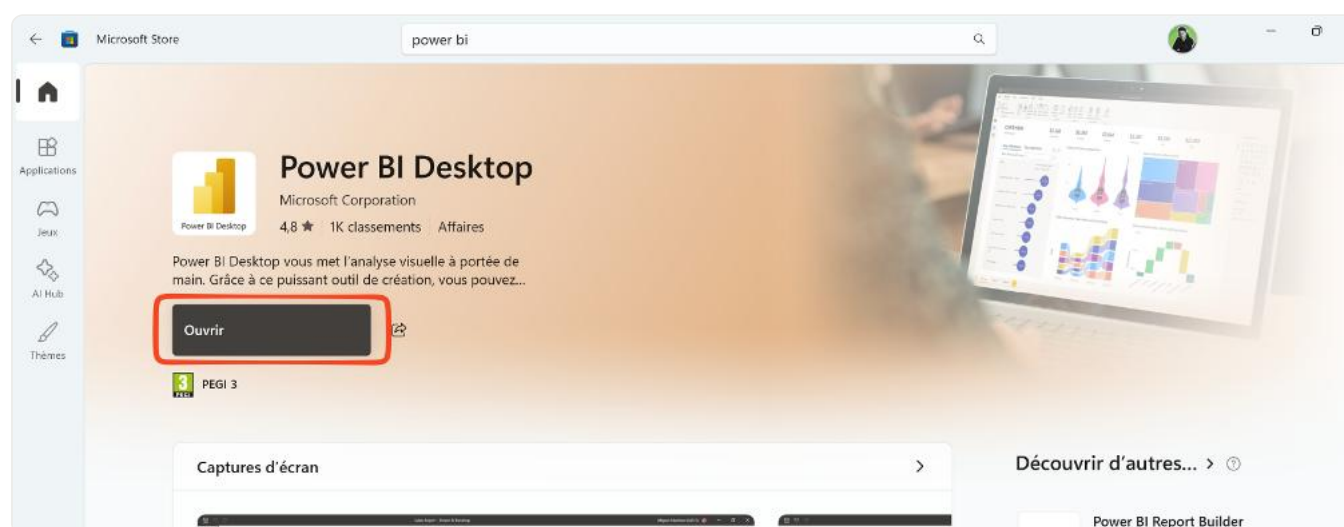 Microsoft Store
power bi
Applications
Jeux
AI Hub
Thèmes
Power BI Desktop
Power BI Desktop
Microsoft Corporation
4,8 ★ 1K classements Affaires
Power BI Desktop vous met l'analyse visuelle à portée de
main. Grâce à ce puissant outil de création, vous pouvez...
Ouvrir
3
PEGI
PEGI 3
Captures d'écran
Découvrir d'autres...
Power BI Report Builder